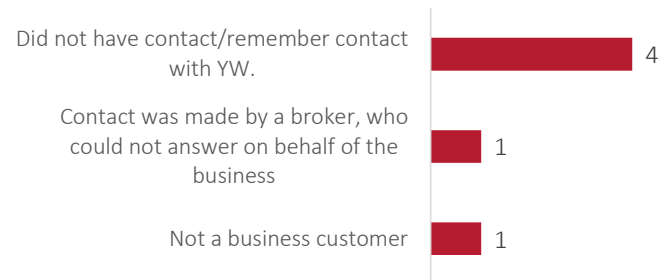 Did not have contact/remember contact
with YW.
4
Contact was made by a broker, who
could not answer on behalf of the
business
1
Not a business customer
1